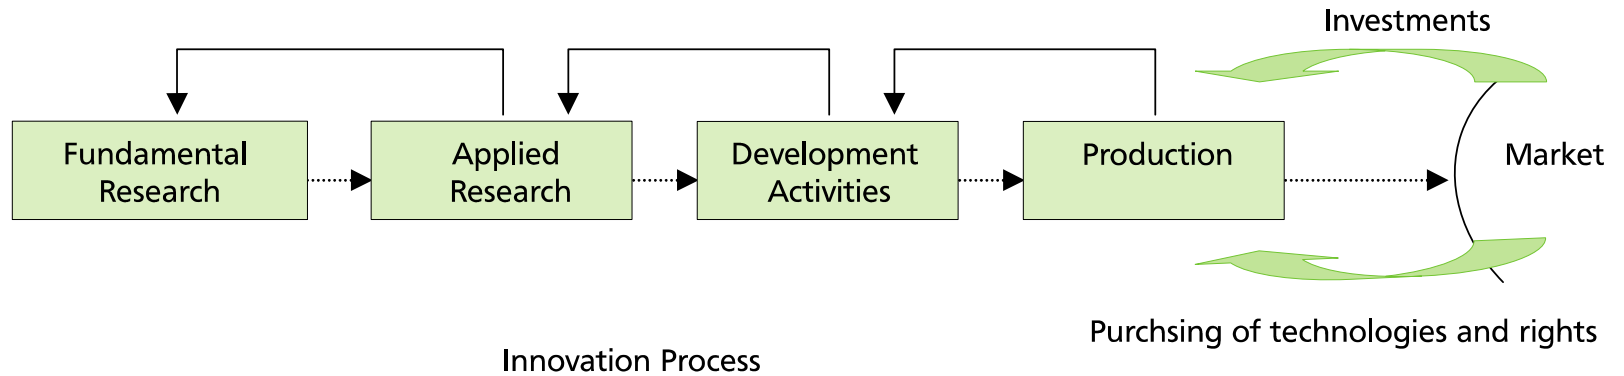 Investments
Fundamental
Research
Applied
Research
Development
Activities
Production
Market
Purchsing of technologies and rights
Innovation Process